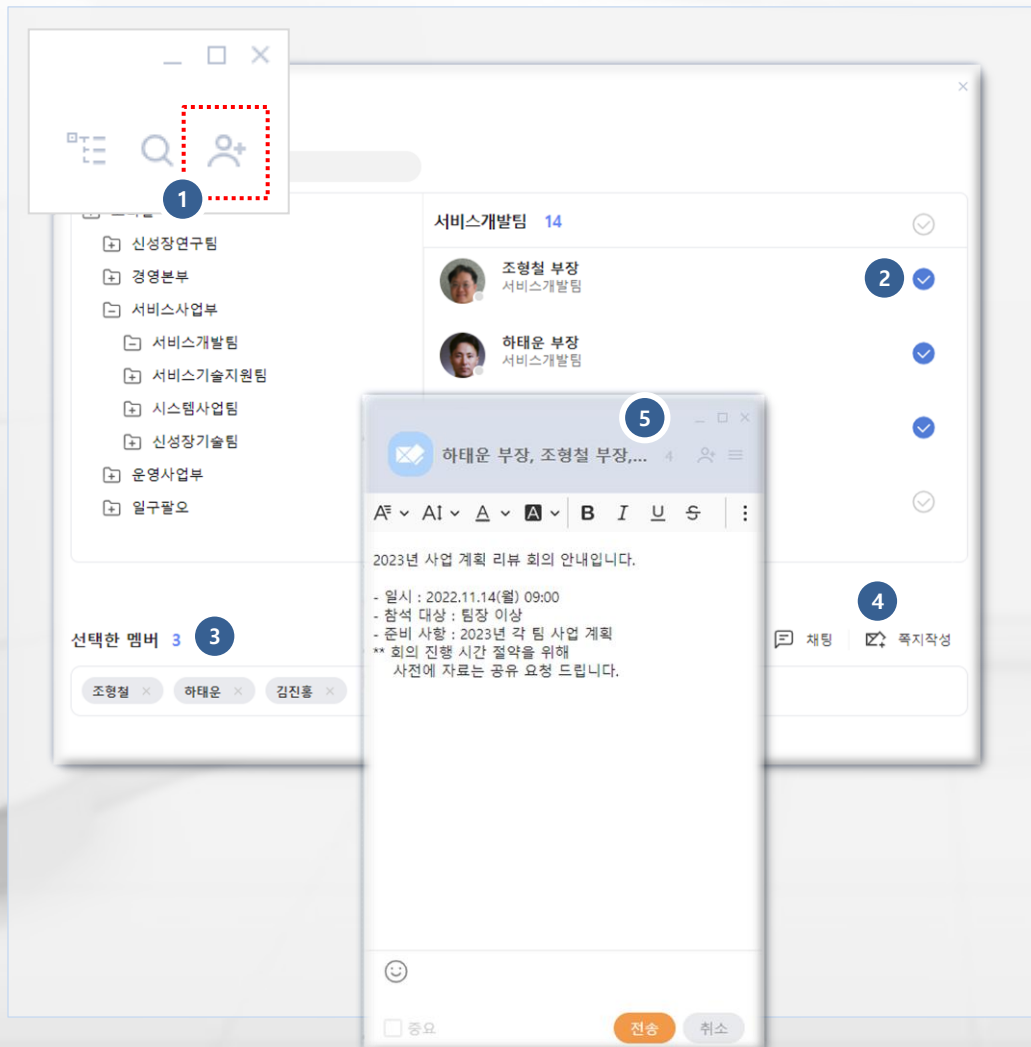 1
신성장연구팀
경영본부
서비스사업부
서비스개발팀
서비스기술지원팀
시스템사업팀
신성장기술팀
운영사업부
일구팔오
서비스개발팀 14
조형철 부장
서비스개발팀
2
하태운 부장
서비스개발팀
선택한 멤버 3
3
조형철 ×
하태운 ×
김진홍 ×
4
채팅
쪽지작성
5
하태운 부장, 조형철 부장,... 4
2023년 사업 계획 리뷰 회의 안내입니다.
- 일시 : 2022.11.14(월) 09:00
- 참석 대상 : 팀장 이상
- 준비 사항 : 2023년 각 팀 사업 계획
** 회의 진행 시간 절약을 위해
사전에 자료는 공유 요청 드립니다.
중요
전송
취소